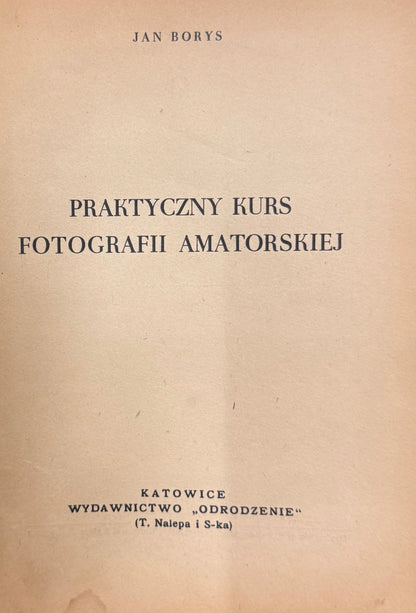 JAN BORYS
PRAKTYCZNY KURS
FOTOGRAFII AMATORSKIEJ
KATOWICE
WYDAWNICTWO „ODRODZENIE“
(T. Nalepa i S-ka)